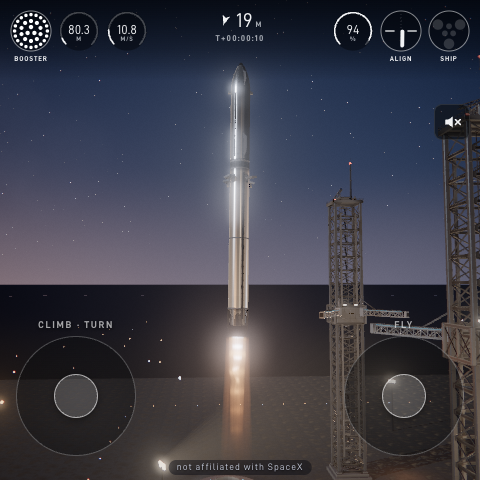 80.3
M
10.8
M/S
19 M
T+00:00:10
94
%
BOOSTER
ALIGN
SHIP
CLIMB : TURN
FLY
not affiliated with SpaceX